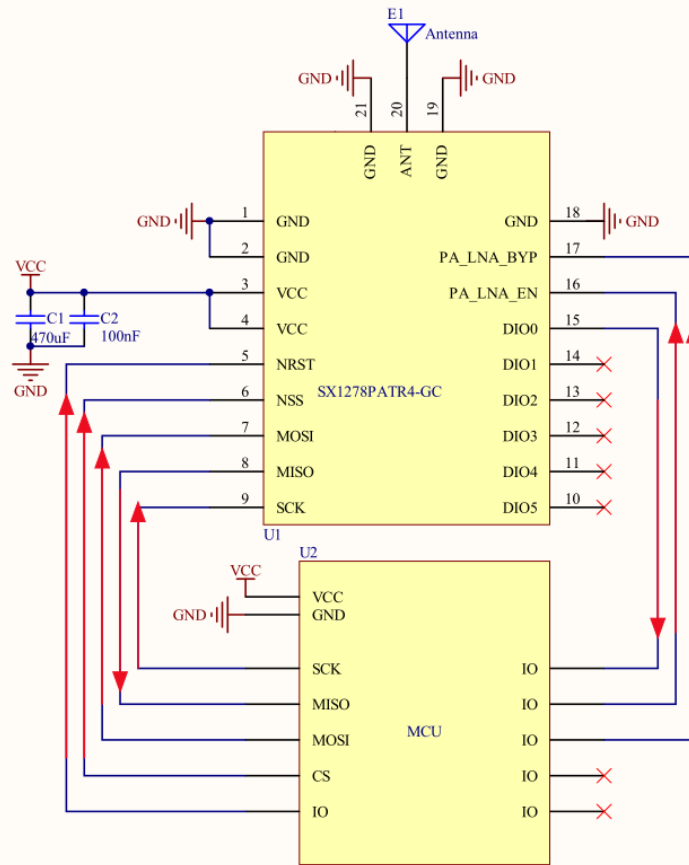 E1
Antenna
GND
GND
21
20
19
GND
ANT
GND
GND
1
GND
GND
18
GND
2
GND
PA_LNA_BYP
17
VCC
3
VCC
PA_LNA_EN
16
C1
C2
470uF
100nF
4
VCC
DIO0
15
GND
5
NRST
DIO1
14
SX1278PATR4-GC
6
NSS
DIO2
13
7
MOSI
DIO3
12
8
MISO
DIO4
11
9
SCK
DIO5
10
U1
U2
VCC
VCC
GND
GND
SCK
IO
MISO
IO
MOSI
MCU
IO
CS
IO
IO
IO